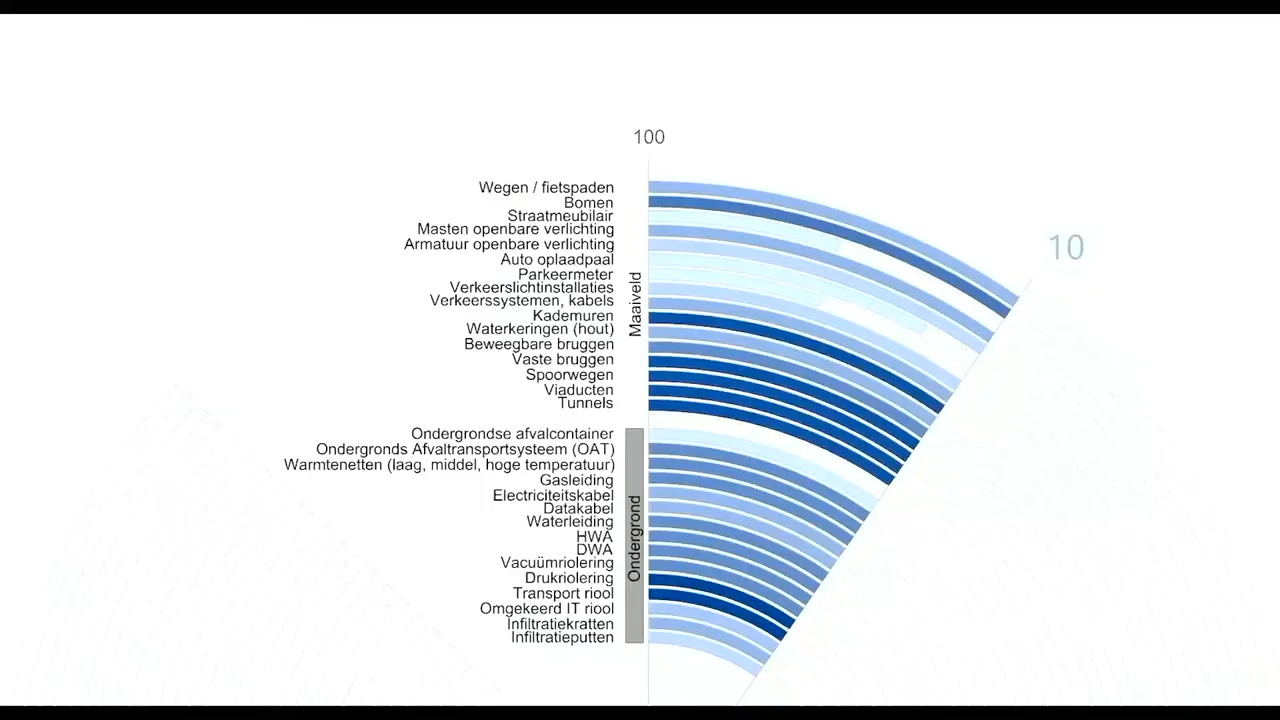 100
10
Wegen / fietspaden
Bomen
Straatmeubilair
Masten openbare verlichting
Armatuur openbare verlichting
Auto oplaadpaal
Parkeermeter
Verkeerslichtinstallaties
Verkeerssystemen, kabels
Kademuren
Waterkeringen (hout)
Beweegbare bruggen
Vaste bruggen
Spoorwegen
Viaducten
Tunnels
Maaiveld
Ondergrondse afvalcontainer
Ondergronds Afvaltransportsysteem (OAT)
Warmtenetten (laag, middel, hoge temperatuur)
Gasleiding
Electriciteitskabel
Datakabel
Waterleiding
HWA
DWA
Vacuümriolering
Drukriolering
Transport riool
Omgekeerd IT riool
Infiltratiekratten
Infiltratieputten
Ondergrond